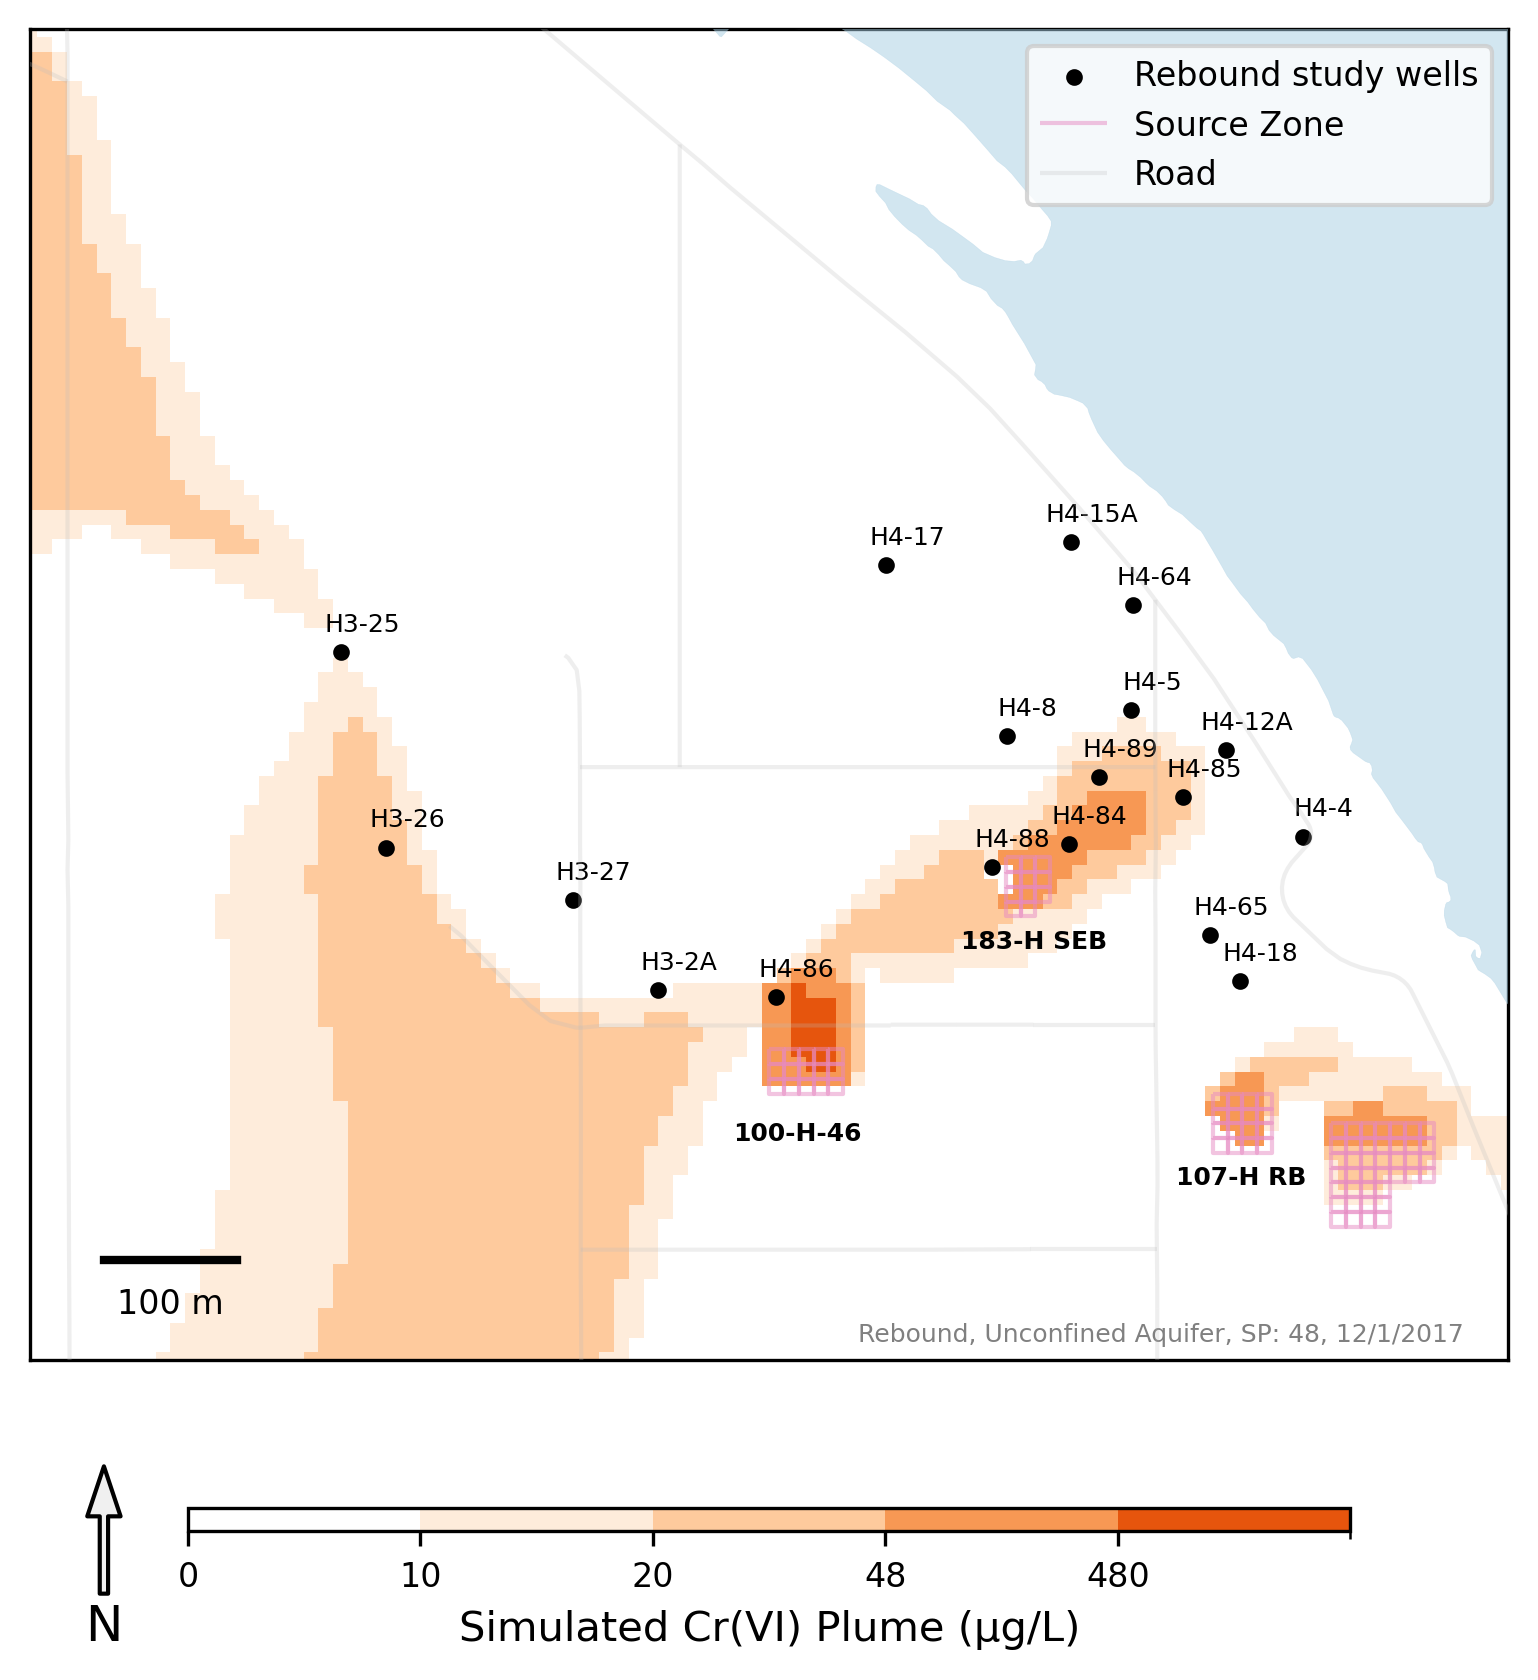 Rebound study wells
Source Zone
Road
H4-15A
H4-17
H4-64
H3-25
H4-5
H4-8
H4-12A
H4-89
H4-85
H4-4
H3-26
H4-84
H4-88
H3-27
H4-65
183-H SEB
H4-18
H3-2A
H4-86
100-H-46
107-H RB
100 m
Rebound, Unconfined Aquifer, SP: 48, 12/1/2017
0 10 20 48 480
N
Simulated Cr(VI) Plume (μg/L)